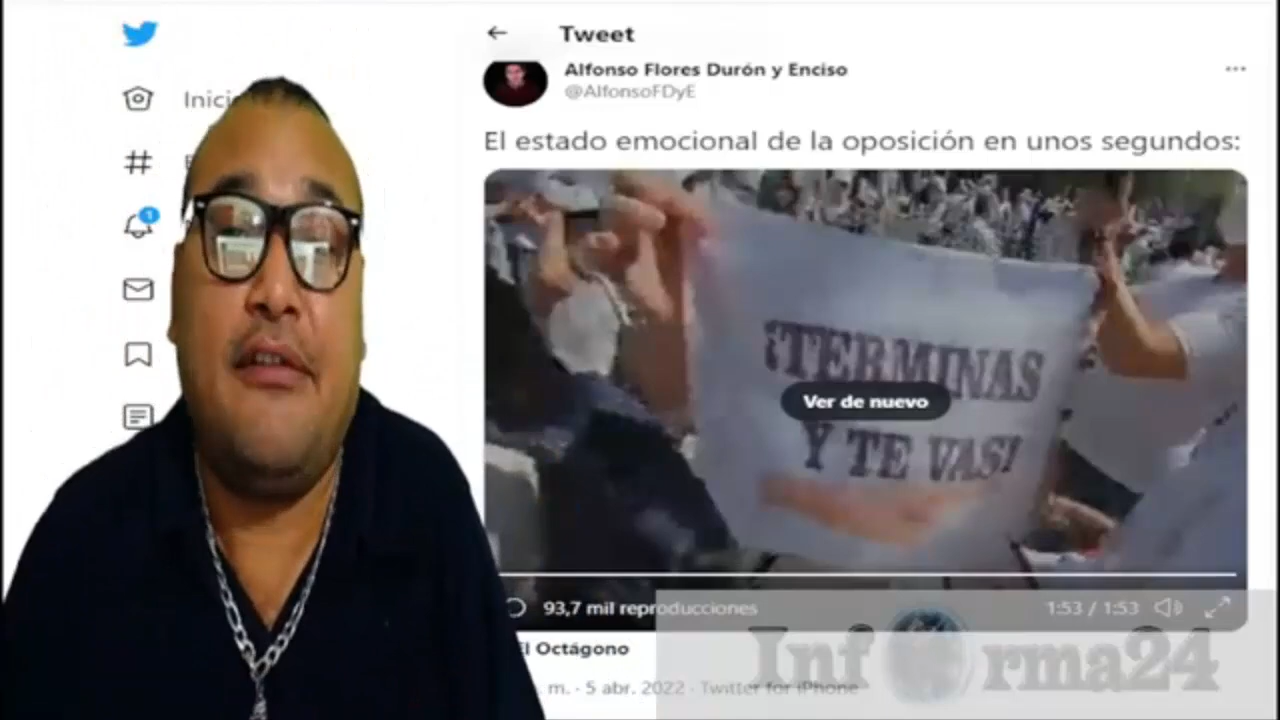 Tweet
Inicio
Alfonso Flores Durón y Enciso
@AlfonsoFDyE
El estado emocional de la oposición en unos segundos:
¡TERMINAS
Ver de nuevo
Y TE VAS!
93,7 mil reproducciones
1:53 / 1:53
El Octágono
m. · 5 abr. 2022 · Twitter for iPhone
Informa24
1